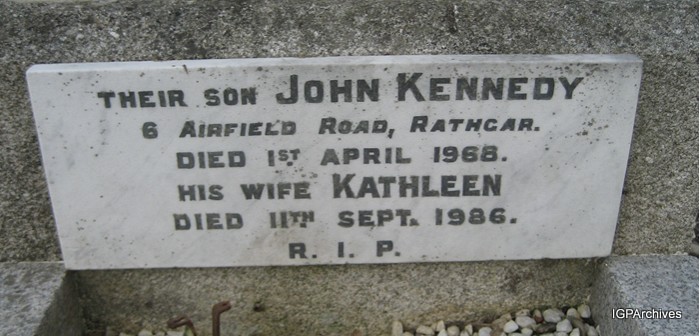 THEIR SON JOHN KENNEDY
6 AIRFIELD ROAD, RATHGAR.
DIED 1ST APRIL 1968.
HIS WIFE KATHLEEN
DIED 11TH SEPT. 1986.
R. I. P.
IGPArchives